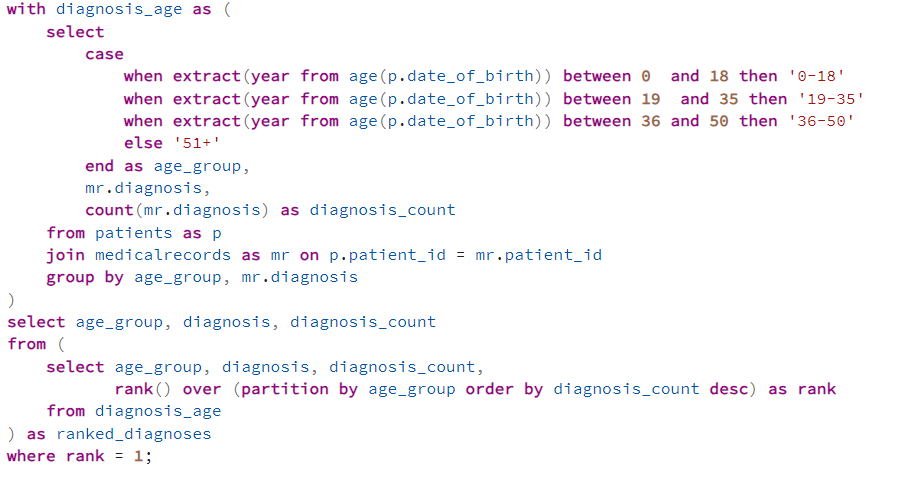 with diagnosis_age as (
    select
        case
            when extract(year from age(p.date_of_birth)) between 0  and 18 then '0-18'
            when extract(year from age(p.date_of_birth)) between 19  and 35 then '19-35'
            when extract(year from age(p.date_of_birth)) between 36 and 50 then '36-50'
            else '51+'
        end as age_group,
        mr.diagnosis,
        count(mr.diagnosis) as diagnosis_count
    from patients as p
    join medicalrecords as mr on p.patient_id = mr.patient_id
    group by age_group, mr.diagnosis
)
select age_group, diagnosis, diagnosis_count
from (
    select age_group, diagnosis, diagnosis_count,
           rank() over (partition by age_group order by diagnosis_count desc) as rank
    from diagnosis_age
) as ranked_diagnoses
where rank = 1;